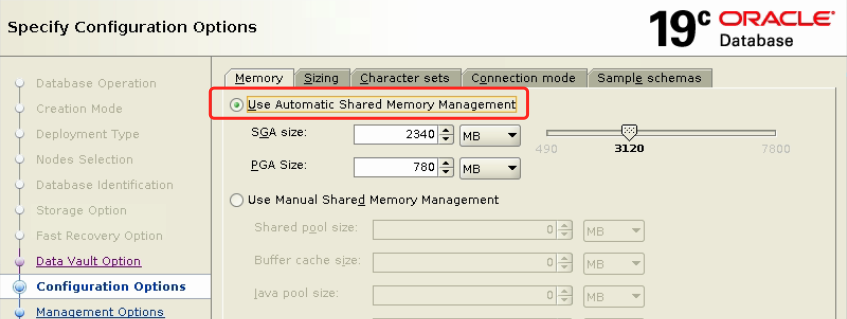 Specify Configuration Options
19c ORACLE
Database
Database Operation
Creation Mode
Deployment Type
Nodes Selection
Database Identification
Storage Option
Fast Recovery Option
Data Vault Option
Configuration Options
Management Options
Memory Sizing Character sets Connection mode Sample schemas
Use Automatic Shared Memory Management
SGA size: 2340 MB
490 3120 7800
PGA Size: 780 MB
Use Manual Shared Memory Management
Shared pool size: 0 MB
Buffer cache size: 0 MB
Java pool size: 0 MB